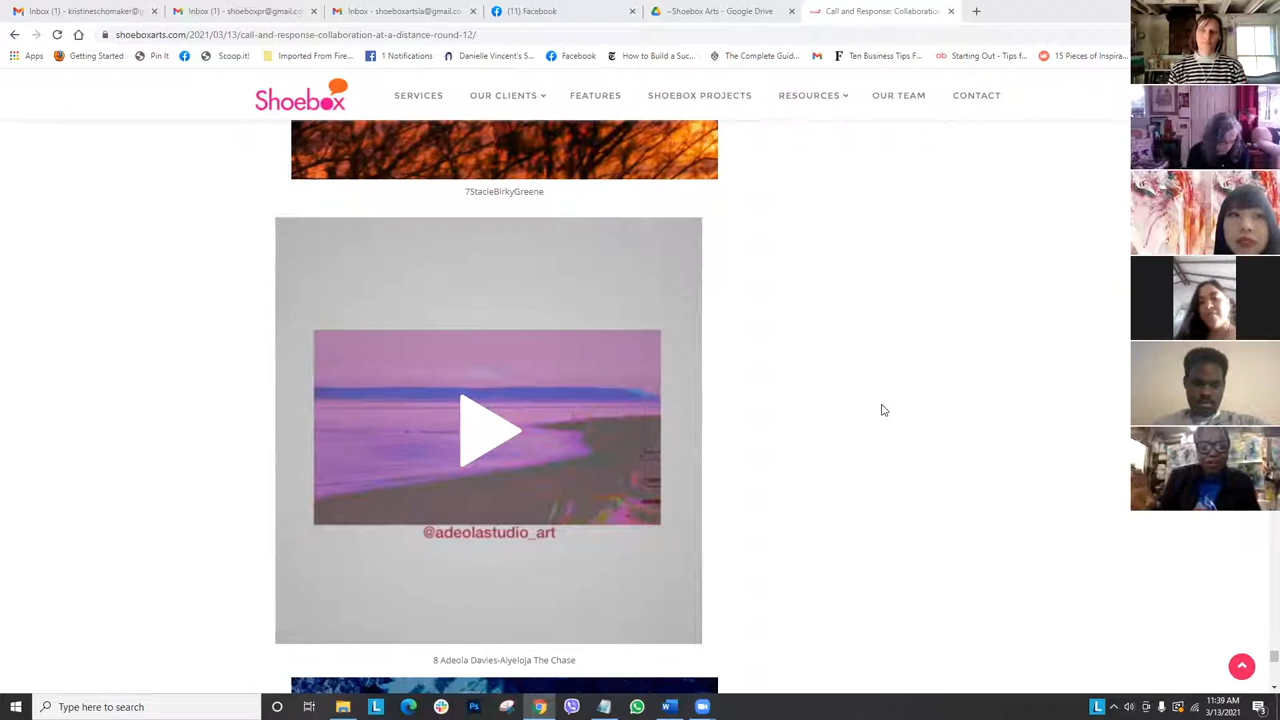 Inbox (1) - kristineschomaker@g
Inbox (1) - shoeboxpr@gmail.co
Inbox (1) - shoeboxartsla@gmail.c
(11) Facebook
~Shoebox Arts - Google Drive
Call and Response: Collaboratio
shoeboxarts.com/2021/03/13/call-and-response-collaboration-at-a-distance-round-12/
Apps
Getting Started
Pin It
Scoop.it!
Imported From Fire...
1 Notifications
Danielle Vincent's S...
Facebook
How to Build a Suc...
The Complete Guid...
Ten Business Tips F...
Starting Out - Tips f...
15 Pieces of Inspira...
Shoebox
SERVICES
OUR CLIENTS
FEATURES
SHOEBOX PROJECTS
RESOURCES
OUR TEAM
CONTACT
7StacieBirkyGreene
@adeolastudio_art
8 Adeola Davies-Aiyeloja The Chase
Type here to search
11:39 AM
3/13/2021